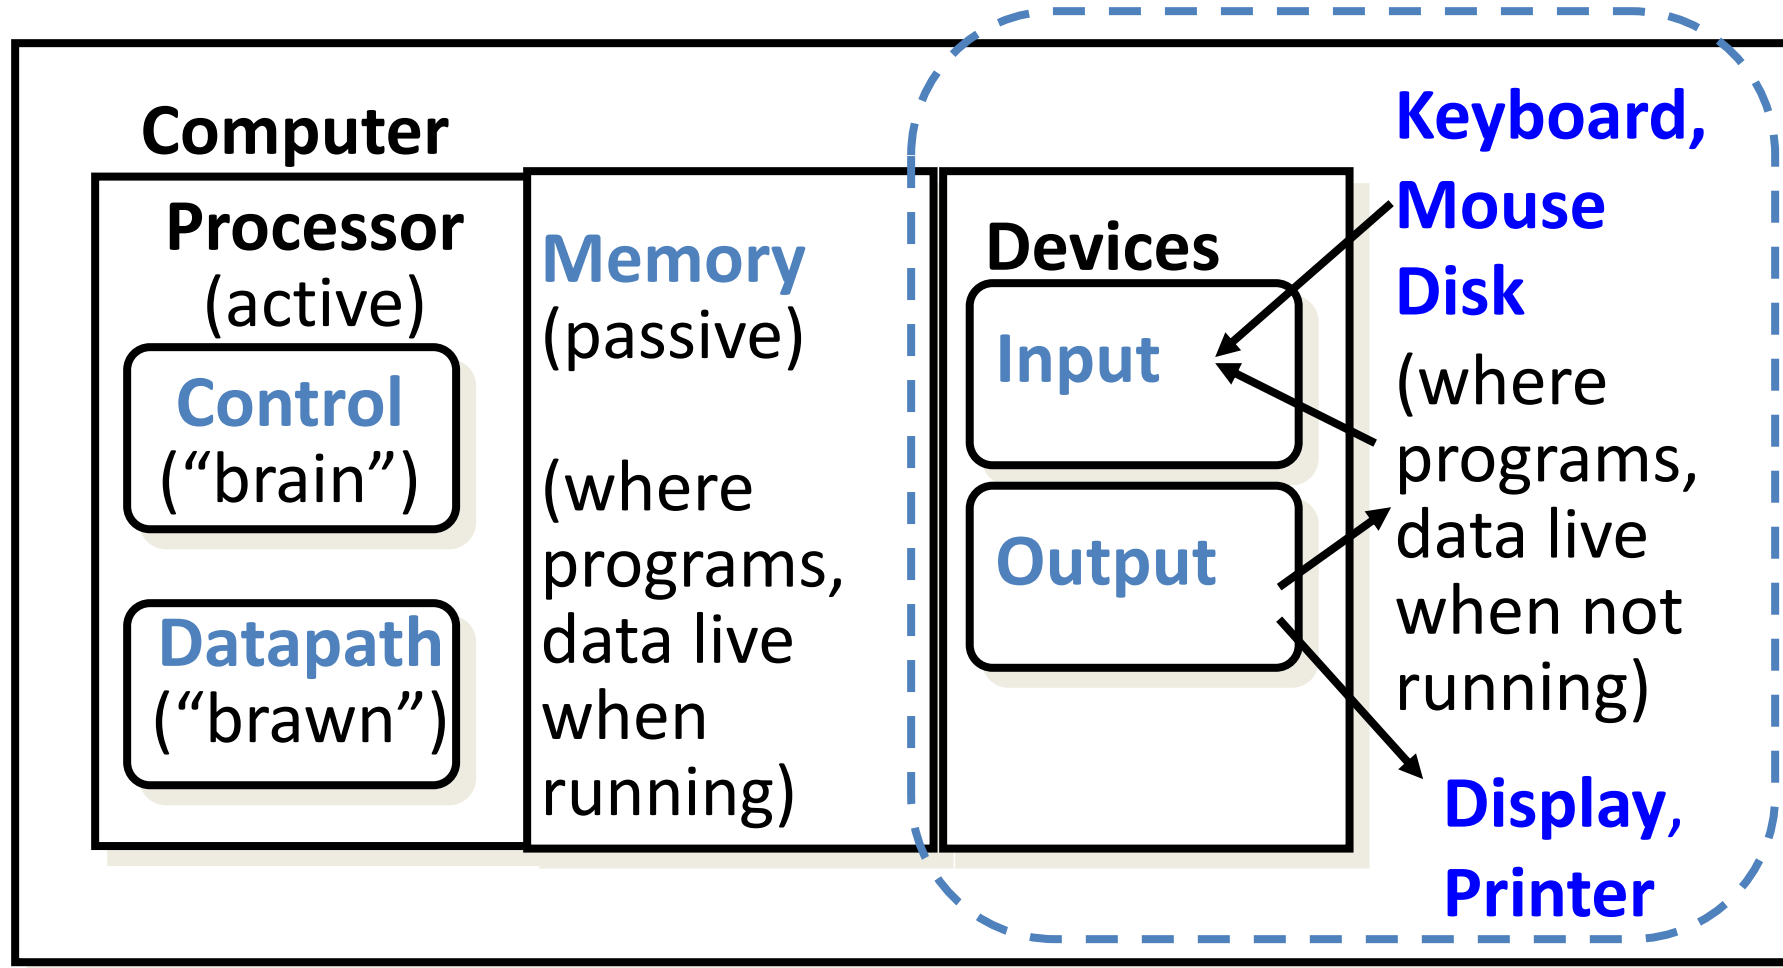 Computer
Processor
(active)
Control
(“brain”)
Datapath
(“brawn”)
Memory
(passive)
(where
programs,
data live
when
running)
Devices
Input
Output
Keyboard,
Mouse
Disk
(where
programs,
data live
when not
running)
Display,
Printer